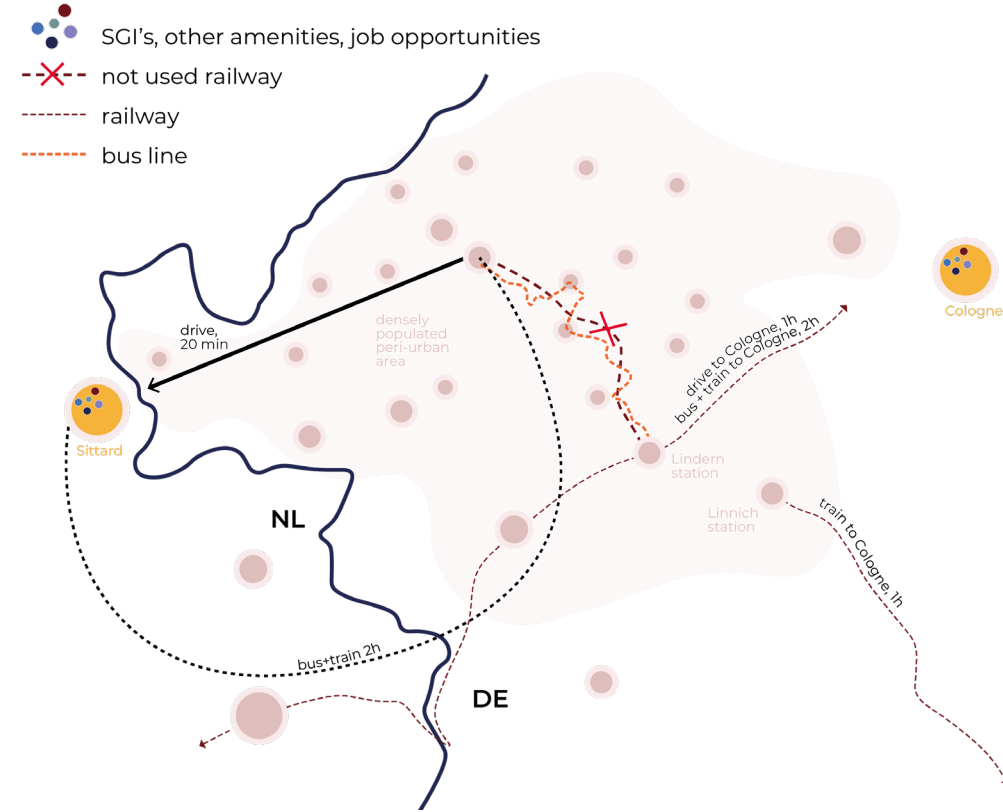 SGI's, other amenities, job opportunities
not used railway
railway
bus line
densely
populated
peri-urban
area
drive,
20 min
Cologne
drive to Cologne, 1h
bus + train to Cologne, 2h
Sittard
Lindern
station
Linnich
station
NL
train to Cologne, 1h
bus+train 2h
DE